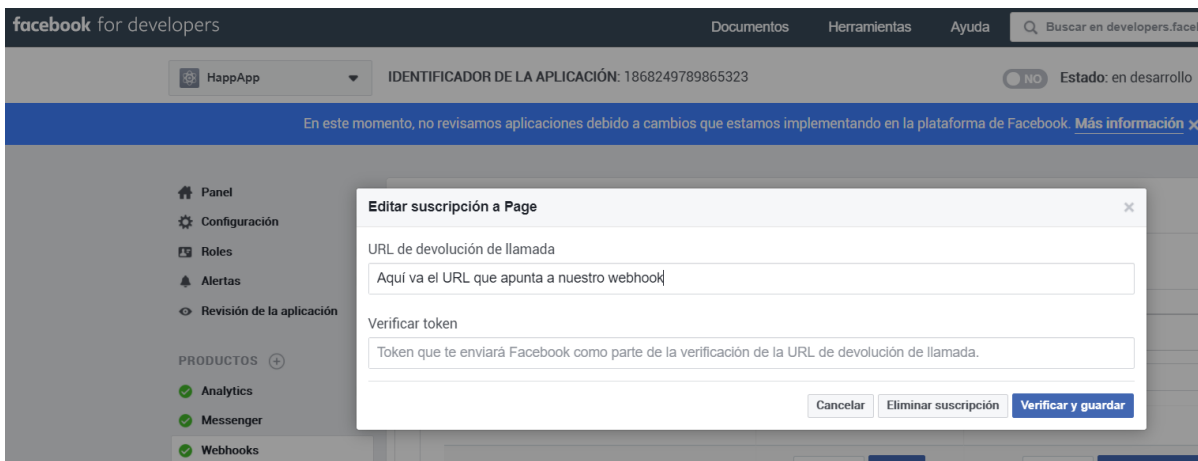 facebook for developers
Documentos Herramientas Ayuda Buscar en developers.face
HappApp IDENTIFICADOR DE LA APLICACIÓN: 1868249789865323 NO Estado: en desarrollo
En este momento, no revisamos aplicaciones debido a cambios que estamos implementando en la plataforma de Facebook. Más información
Panel
Configuración
Roles
Alertas
Revisión de la aplicación
PRODUCTOS
Analytics
Messenger
Webhooks
Editar suscripción a Page
URL de devolución de llamada
Aquí va el URL que apunta a nuestro webhook
Verificar token
Token que te enviará Facebook como parte de la verificación de la URL de devolución de llamada.
Cancelar Eliminar suscripción Verificar y guardar